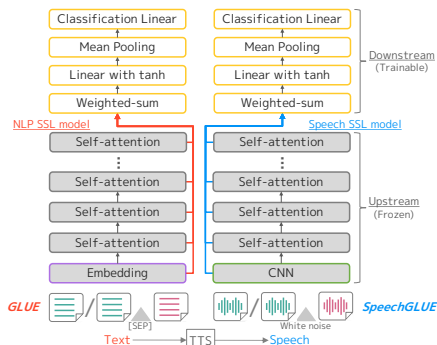 Classification Linear
Mean Pooling
Linear with tanh
Weighted-sum
NLP SSL model
Self-attention
Self-attention
Self-attention
Self-attention
Embedding
Classification Linear
Mean Pooling
Linear with tanh
Weighted-sum
Speech SSL model
Self-attention
Self-attention
Self-attention
Self-attention
CNN
Downstream
(Trainable)
Upstream
(Frozen)
GLUE
/
[SEP]
/
White noise
SpeechGLUE
Text
TTS
Speech